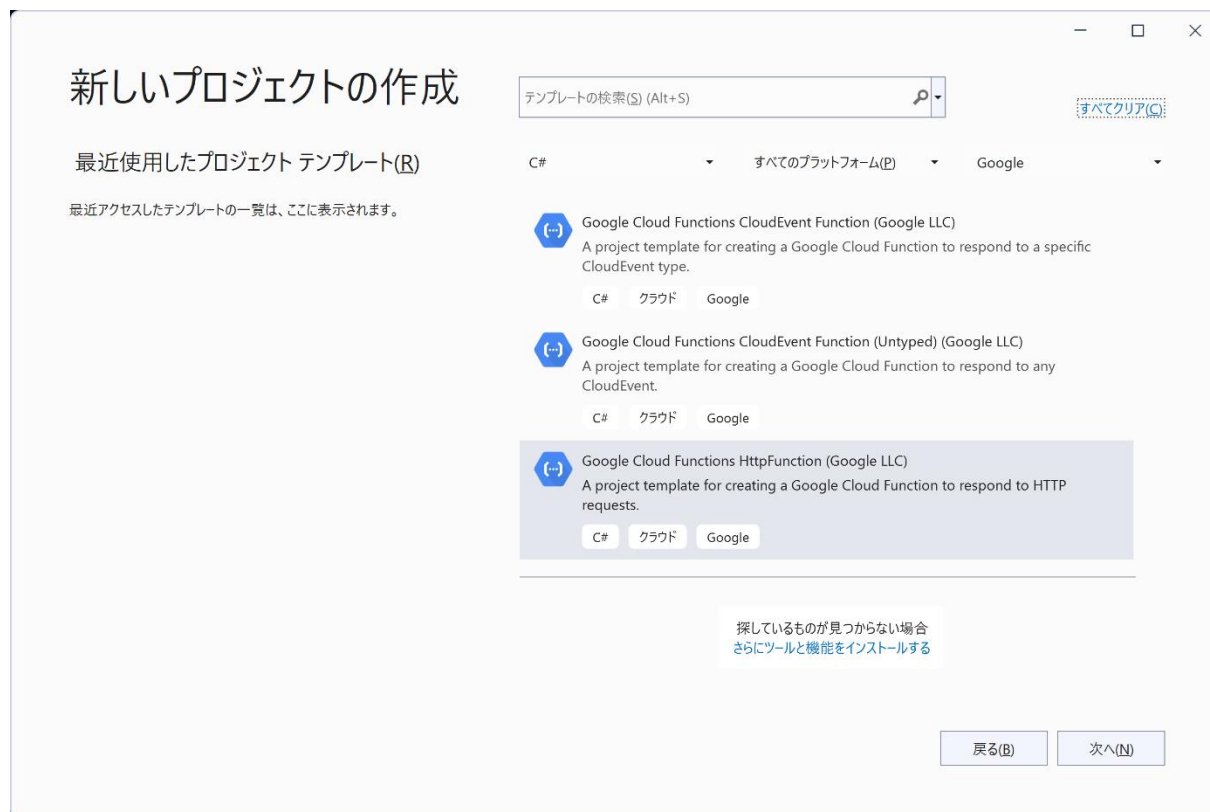 新しいプロジェクトの作成
テンプレートの検索(S) (Alt+S)
すべてクリア(C)
最近使用したプロジェクト テンプレート(R)
最近アクセスしたテンプレートの一覧は、ここに表示されます。
C# すべてのプラットフォーム(P) Google
Google Cloud Functions CloudEvent Function (Google LLC)
A project template for creating a Google Cloud Function to respond to a specific
CloudEvent type.
C# クラウド Google
Google Cloud Functions CloudEvent Function (Untyped) (Google LLC)
A project template for creating a Google Cloud Function to respond to any
CloudEvent.
C# クラウド Google
Google Cloud Functions HttpFunction (Google LLC)
A project template for creating a Google Cloud Function to respond to HTTP
requests.
C# クラウド Google
探しているものが見つからない場合
さらにツールと機能をインストールする
戻る(B) 次へ(N)